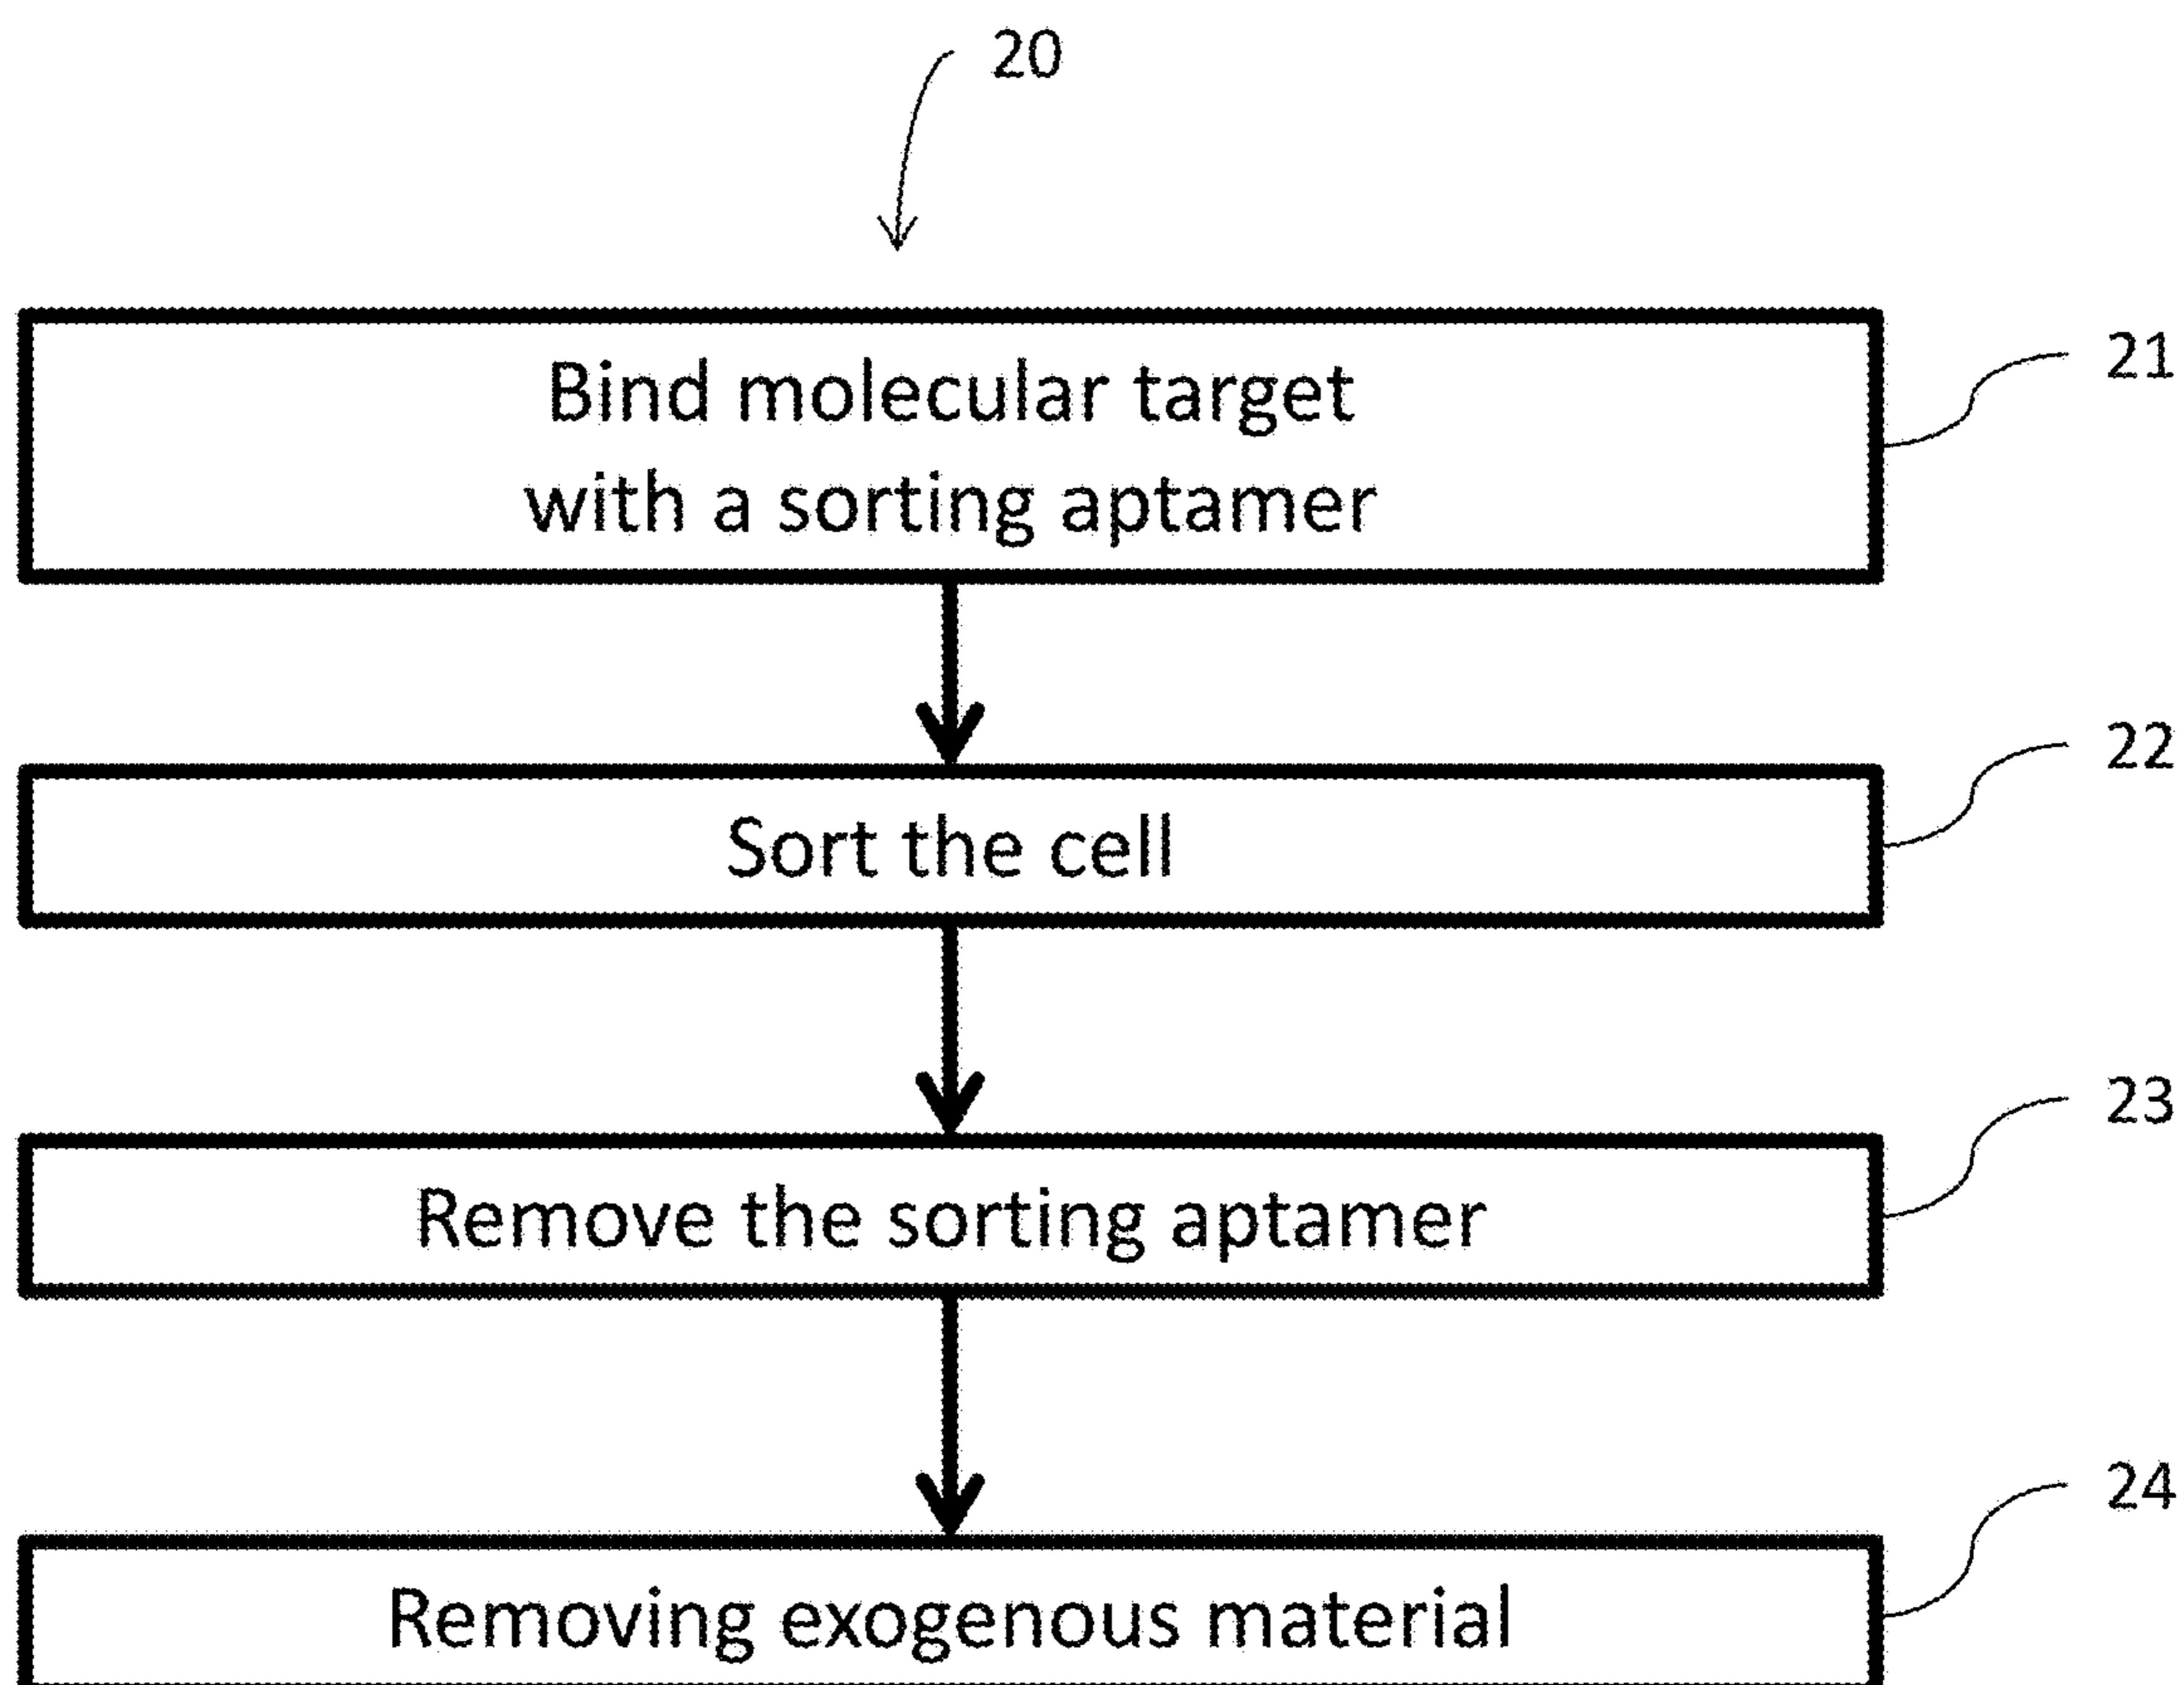 20
Bind molecular target
with a sorting aptamer
21
Sort the cell
22
Remove the sorting aptamer
23
Removing exogenous material
24